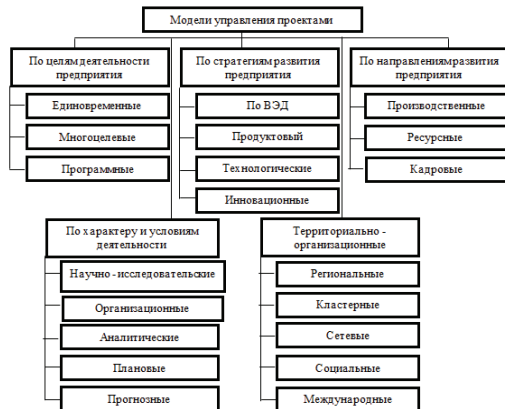 Модели управления проектами
По целям деятельности
предприятия
Единовременные
Многоцелевые
Программные
По стратегиям развития
предприятия
По ВЭД
Продуктовый
Технологические
Инновационные
По направлениямразвития
предприятия
Производственные
Ресурсные
Кадровые
По характеру и условиям
деятельности
Научно - исследовательские
Организационные
Аналитические
Плановые
Прогнозные
Территориально -
организационные
Региональные
Кластерные
Сетевые
Социальные
Международные